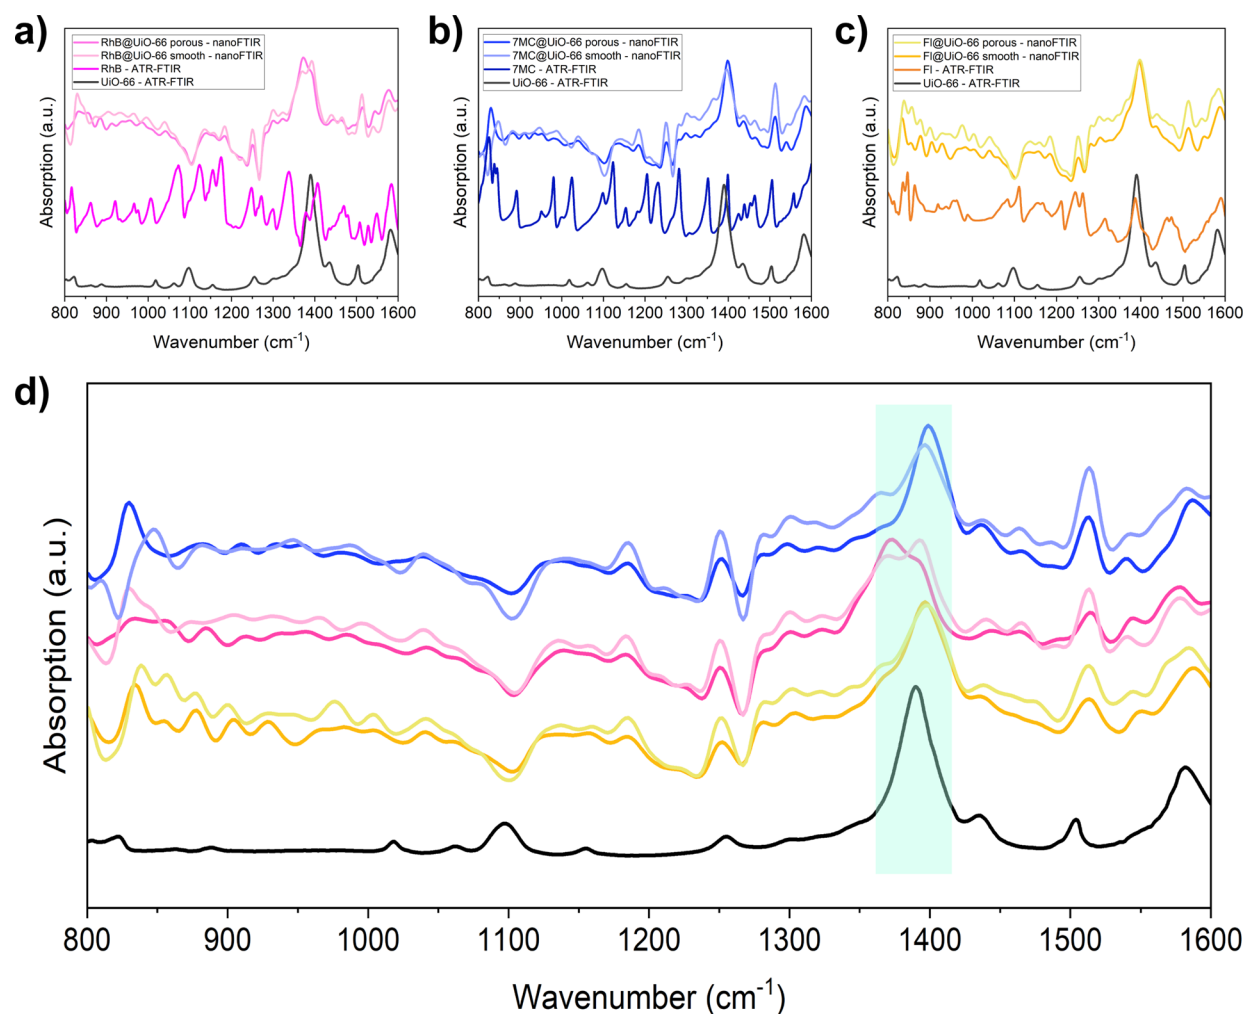 a)
RhB@UiO-66 porous - nanoFTIR
RhB@UiO-66 smooth - nanoFTIR
RhB - ATR-FTIR
UiO-66 - ATR-FTIR
Absorption (a.u.)
800 900 1000 1100 1200 1300 1400 1500 1600
Wavenumber (cm-1)
b)
7MC@UiO-66 porous - nanoFTIR
7MC@UiO-66 smooth - nanoFTIR
7MC - ATR-FTIR
UiO-66 - ATR-FTIR
Absorption (a.u.)
800 900 1000 1100 1200 1300 1400 1500 1600
Wavenumber (cm-1)
c)
Fl@UiO-66 porous - nanoFTIR
Fl@UiO-66 smooth - nanoFTIR
Fl - ATR-FTIR
UiO-66 - ATR-FTIR
Absorption (a.u.)
800 900 1000 1100 1200 1300 1400 1500 1600
Wavenumber (cm-1)
d)
Absorption (a.u.)
800 900 1000 1100 1200 1300 1400 1500 1600
Wavenumber (cm-1)